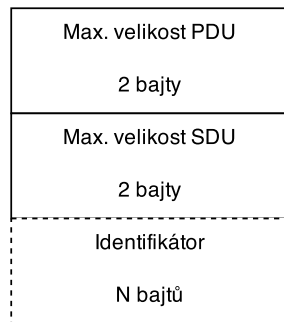 Max. velikost PDU
2 bajty
Max. velikost SDU
2 bajty
Identifikátor
N bajtů